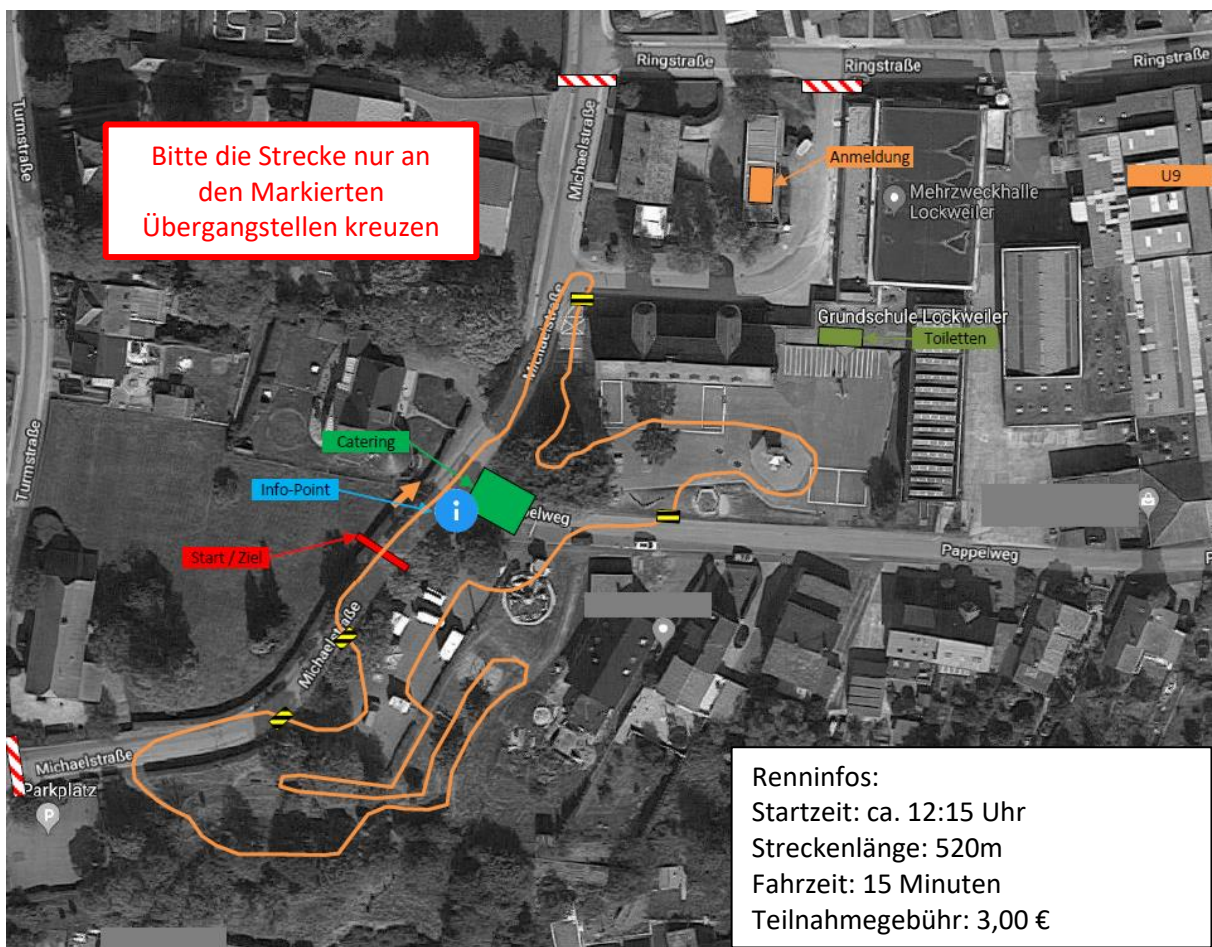 Ringstraße
Ringstraße
Ringstraße
Turmstraße
Michaelstraße
Bitte die Strecke nur an
den Markierten
Übergangstellen kreuzen
Anmeldung
U9
Mehrzweckhalle
Lockweiler
Michaelstraße
Grundschule Lockweiler
Toiletten
Turmstraße
Catering
Info-Point
i
pelweg
Start / Ziel
Pappelweg
Michaelstraße
Michaelstraße
Parkplatz
P
Renninfos:
Startzeit: ca. 12:15 Uhr
Streckenlänge: 520m
Fahrzeit: 15 Minuten
Teilnahmegebühr: 3,00 €